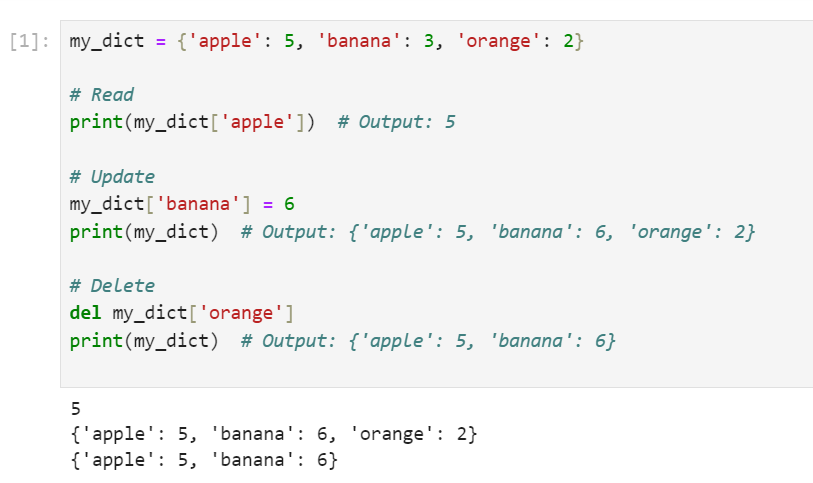 [1]: my_dict = {'apple': 5, 'banana': 3, 'orange': 2}
# Read
print(my_dict['apple'])  # Output: 5
# Update
my_dict['banana'] = 6
print(my_dict)  # Output: {'apple': 5, 'banana': 6, 'orange': 2}
# Delete
del my_dict['orange']
print(my_dict)  # Output: {'apple': 5, 'banana': 6}
5
{'apple': 5, 'banana': 6, 'orange': 2}
{'apple': 5, 'banana': 6}